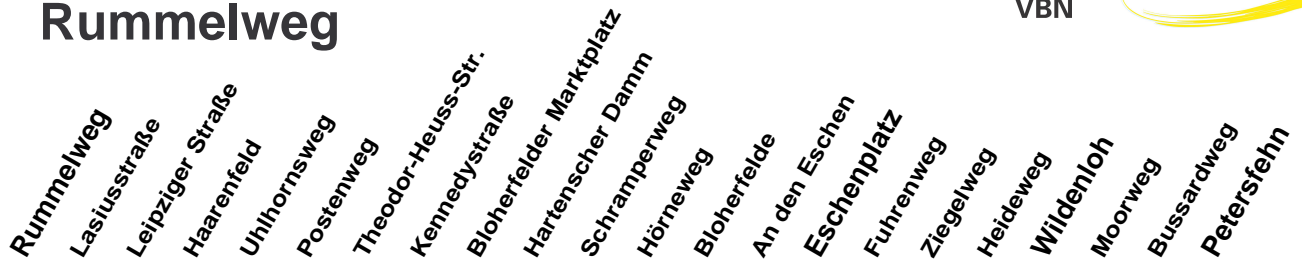 Rummelweg
VBN
Rummelweg
Lasiusstraße
Leipziger Straße
Haarenfeld
Uhlhornsweg
Postenweg
Theodor-Heuss-Str.
Kennedystraße
Bloherfelder Marktplatz
Hartenscher Damm
Schramperweg
Hörneweg
Bloherfelde
An den Eschen
Eschenplatz
Fuhrenweg
Ziegelweg
Heideweg
Wildenloh
Moorweg
Bussardweg
Petersfehn